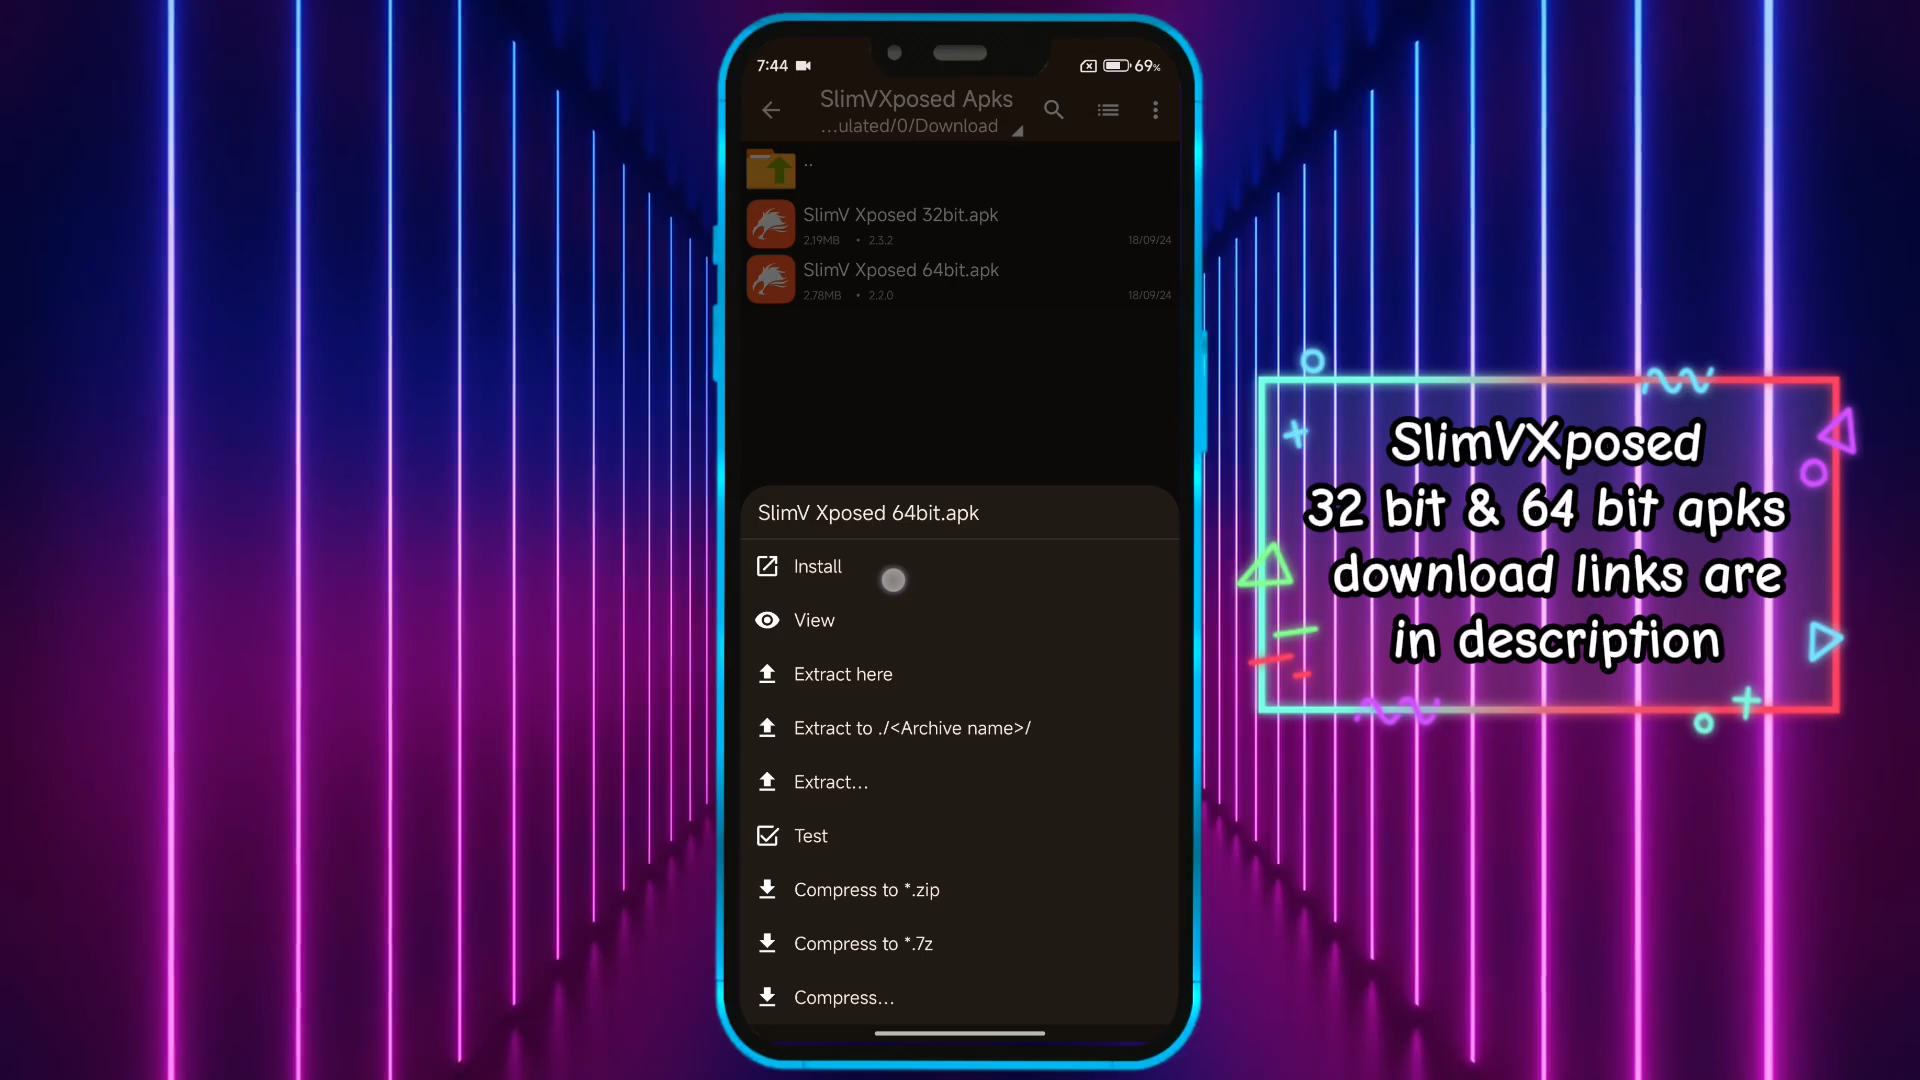 7:44
69%
SlimVXposed Apks
...ulated/0/Download
..
SlimV Xposed 32bit.apk
2.19MB • 2.3.2 18/09/24
SlimV Xposed 64bit.apk
2.78MB • 2.2.0 18/09/24
SlimV Xposed 64bit.apk
Install
View
Extract here
Extract to ./<Archive name>/
Extract...
Test
Compress to *.zip
Compress to *.7z
Compress...
SlimVXposed
32 bit & 64 bit apks
download links are
in description